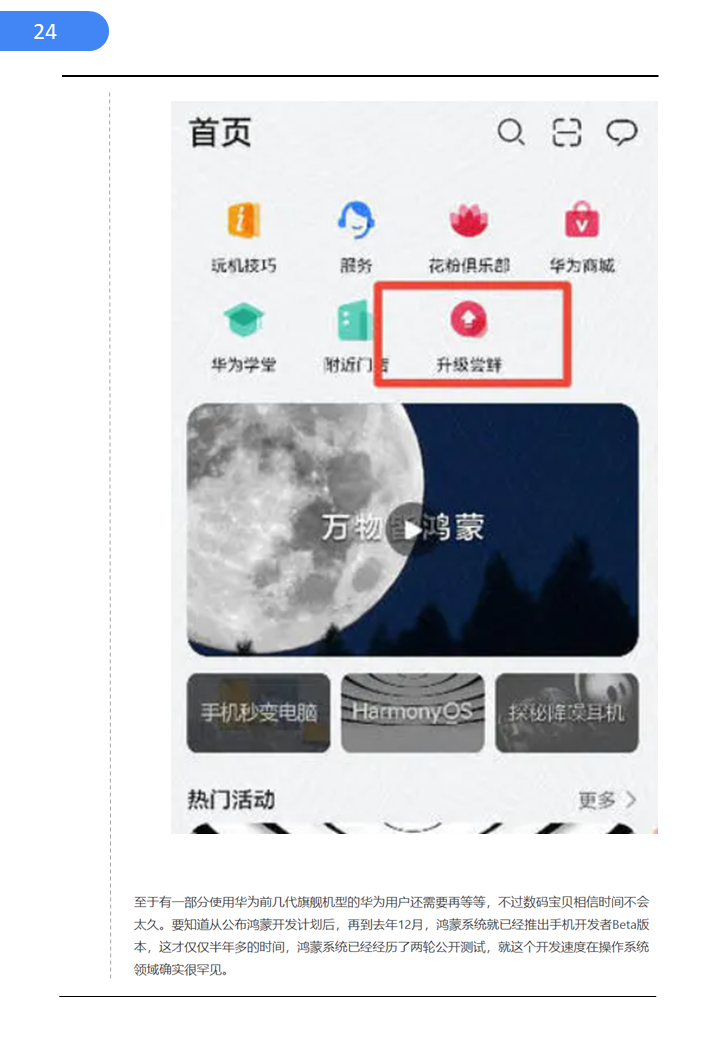 24
首页
玩机技巧 服务 花粉俱乐部 华为商城
华为学堂 附近门 升级尝鲜
万物 鸿蒙
手机秒变电脑 HarmonyOS 探秘降噪耳机
热门活动 更多
至于有一部分使用华为前几代旗舰机型的华为用户还需要再等等，不过数码宝贝相信时间不会
太久。要知道从公布鸿蒙开发计划后，再到去年12月，鸿蒙系统就已经推出手机开发者Beta版
本，这才仅仅半年多的时间，鸿蒙系统已经经历了两轮公开测试，就这个开发速度在操作系统
领域确实很罕见。